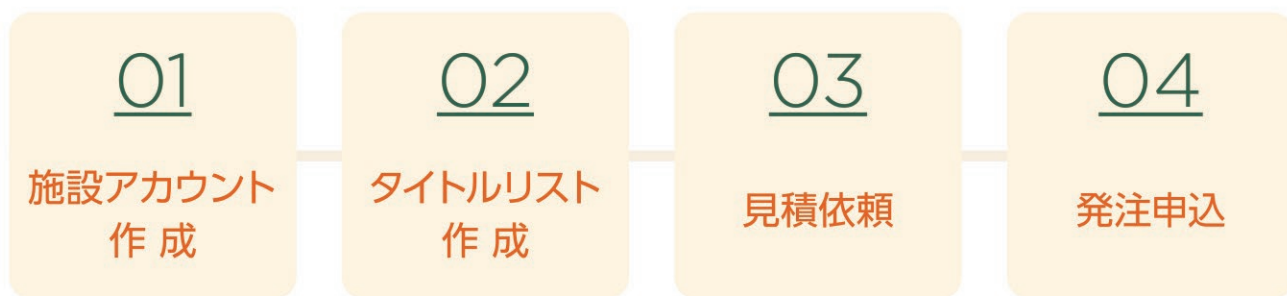 01
施設アカウント
作 成
02
タイトルリスト
作 成
03
見積依頼
04
発注申込